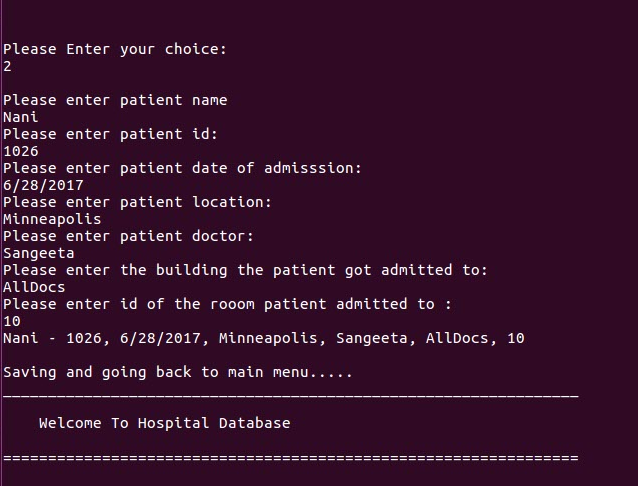 Please Enter your choice:
2
Please enter patient name
Nani
Please enter patient id:
1026
Please enter patient date of admisssion:
6/28/2017
Please enter patient location:
Minneapolis
Please enter patient doctor:
Sangeeta
Please enter the building the patient got admitted to:
AllDocs
Please enter id of the rooom patient admitted to :
10
Nani - 1026, 6/28/2017, Minneapolis, Sangeeta, AllDocs, 10
Saving and going back to main menu.....
________________________________________________________________
Welcome To Hospital Database
================================================================